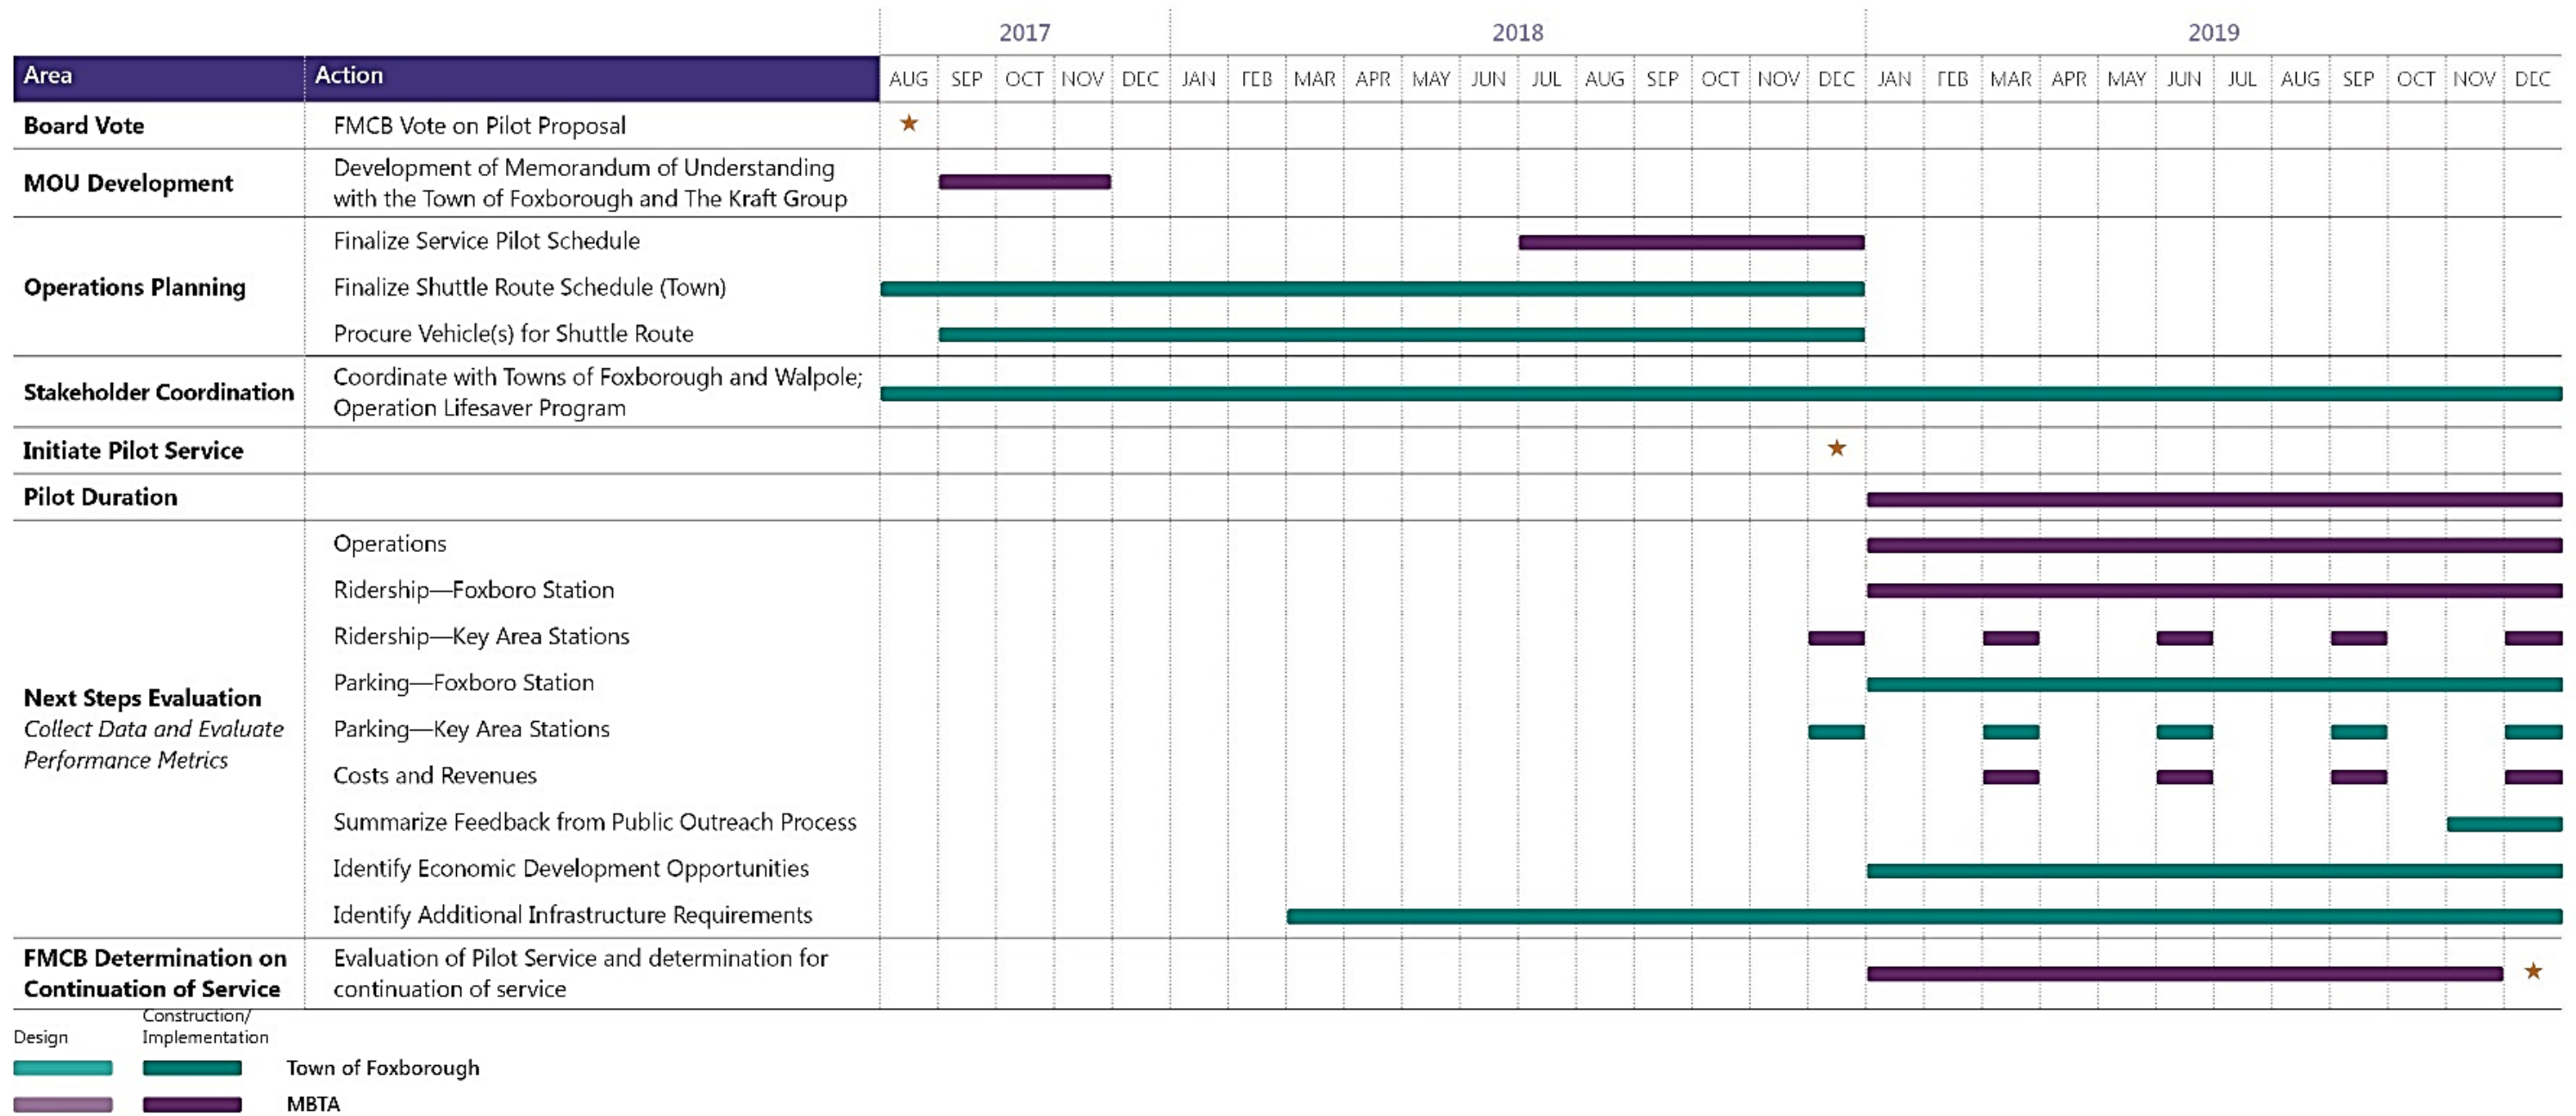 2017 2018 2019
Area Action AUG SEP OCT NOV DEC JAN FEB MAR APR MAY JUN JUL AUG SEP OCT NOV DEC JAN FEB MAR APR MAY JUN JUL AUG SEP OCT NOV DEC
Board Vote FMCB Vote on Pilot Proposal
MOU Development Development of Memorandum of Understanding
with the Town of Foxborough and The Kraft Group
Finalize Service Pilot Schedule
Operations Planning Finalize Shuttle Route Schedule (Town)
Procure Vehicle(s) for Shuttle Route
Stakeholder Coordination Coordinate with Towns of Foxborough and Walpole;
Operation Lifesaver Program
Initiate Pilot Service
Pilot Duration
Operations
Ridership—Foxboro Station
Ridership—Key Area Stations
Parking—Foxboro Station
Next Steps Evaluation
Collect Data and Evaluate
Performance Metrics
Parking—Key Area Stations
Costs and Revenues
Summarize Feedback from Public Outreach Process
Identify Economic Development Opportunities
Identify Additional Infrastructure Requirements
FMCB Determination on
Continuation of Service
Evaluation of Pilot Service and determination for
continuation of service
Design
Construction/
Implementation
Town of Foxborough
MBTA